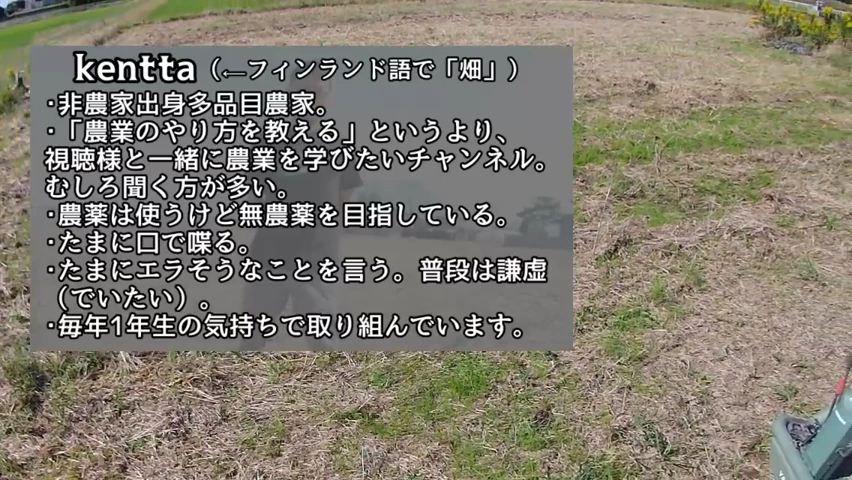 kentta（←フィンランド語で「畑」）
・非農家出身多品目農家。
・「農業のやり方を教える」というより、
視聴様と一緒に農業を学びたいチャンネル。
むしろ聞く方が多い。
・農薬は使うけど無農薬を目指している。
・たまに口で喋る。
・たまにエラそうなことを言う。普段は謙虚
（でいたい）。
・毎年1年生の気持ちで取り組んでいます。